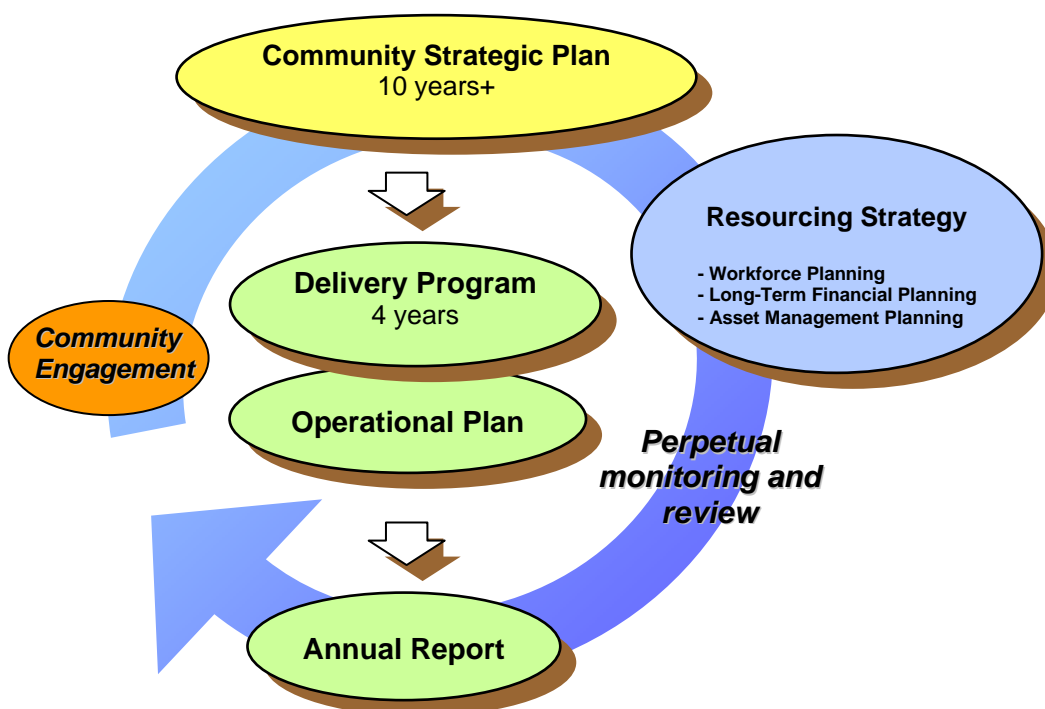 Community Strategic Plan
10 years+
Resourcing Strategy
- Workforce Planning
- Long-Term Financial Planning
- Asset Management Planning
Delivery Program
4 years
Community
Engagement
Operational Plan
Perpetual
monitoring and
review
Annual Report